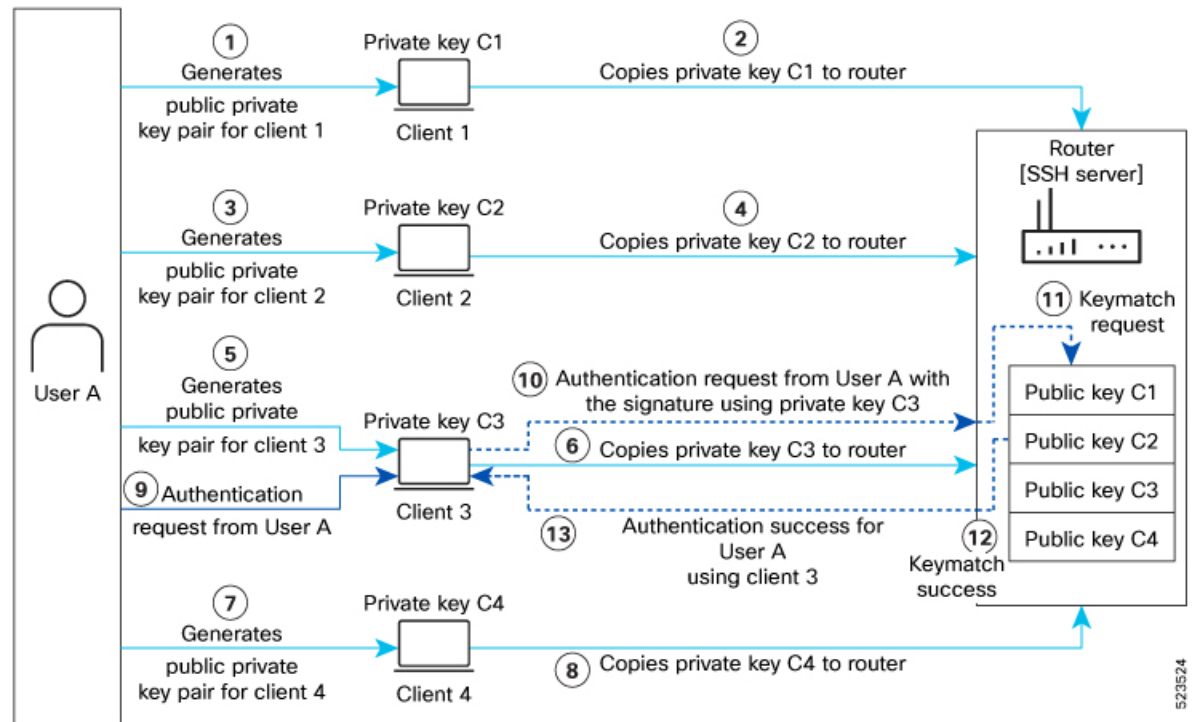 1
Generates
public private
key pair for client 1
Private key C1
Client 1
2
Copies private key C1 to router
Router
[SSH server]
3
Generates
public private
key pair for client 2
Private key C2
Client 2
4
Copies private key C2 to router
User A
5
Generates
public private
key pair for client 3
Private key C3
Client 3
6 Copies private key C3 to router
7
Generates
public private
key pair for client 4
Private key C4
Client 4
8 Copies private key C4 to router
9 Authentication
request from User A
10 Authentication request from User A with
the signature using private key C3
11 Keymatch
request
Public key C1
Public key C2
Public key C3
Public key C4
12
Keymatch
success
13
Authentication success for
User A
using client 3
523524